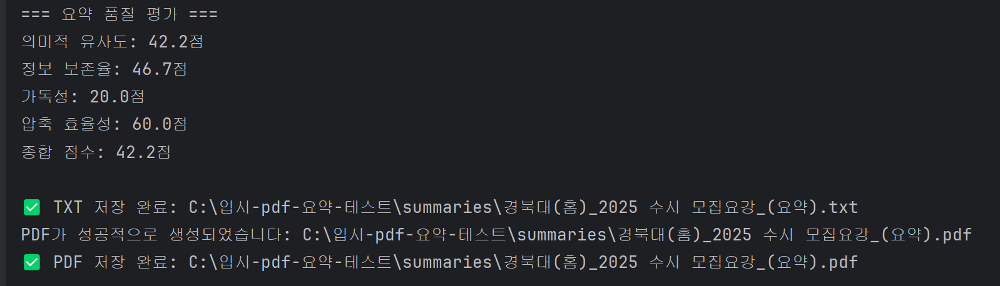 === 요약 품질 평가 ===
의미적 유사도: 42.2점
정보 보존율: 46.7점
가독성: 20.0점
압축 효율성: 60.0점
종합 점수: 42.2점
✅ TXT 저장 완료: C:\입시-pdf-요약-테스트\summaries\경북대(홈)_2025 수시 모집요강_(요약).txt
PDF가 성공적으로 생성되었습니다: C:\입시-pdf-요약-테스트\summaries\경북대(홈)_2025 수시 모집요강_(요약).pdf
✅ PDF 저장 완료: C:\입시-pdf-요약-테스트\summaries\경북대(홈)_2025 수시 모집요강_(요약).pdf